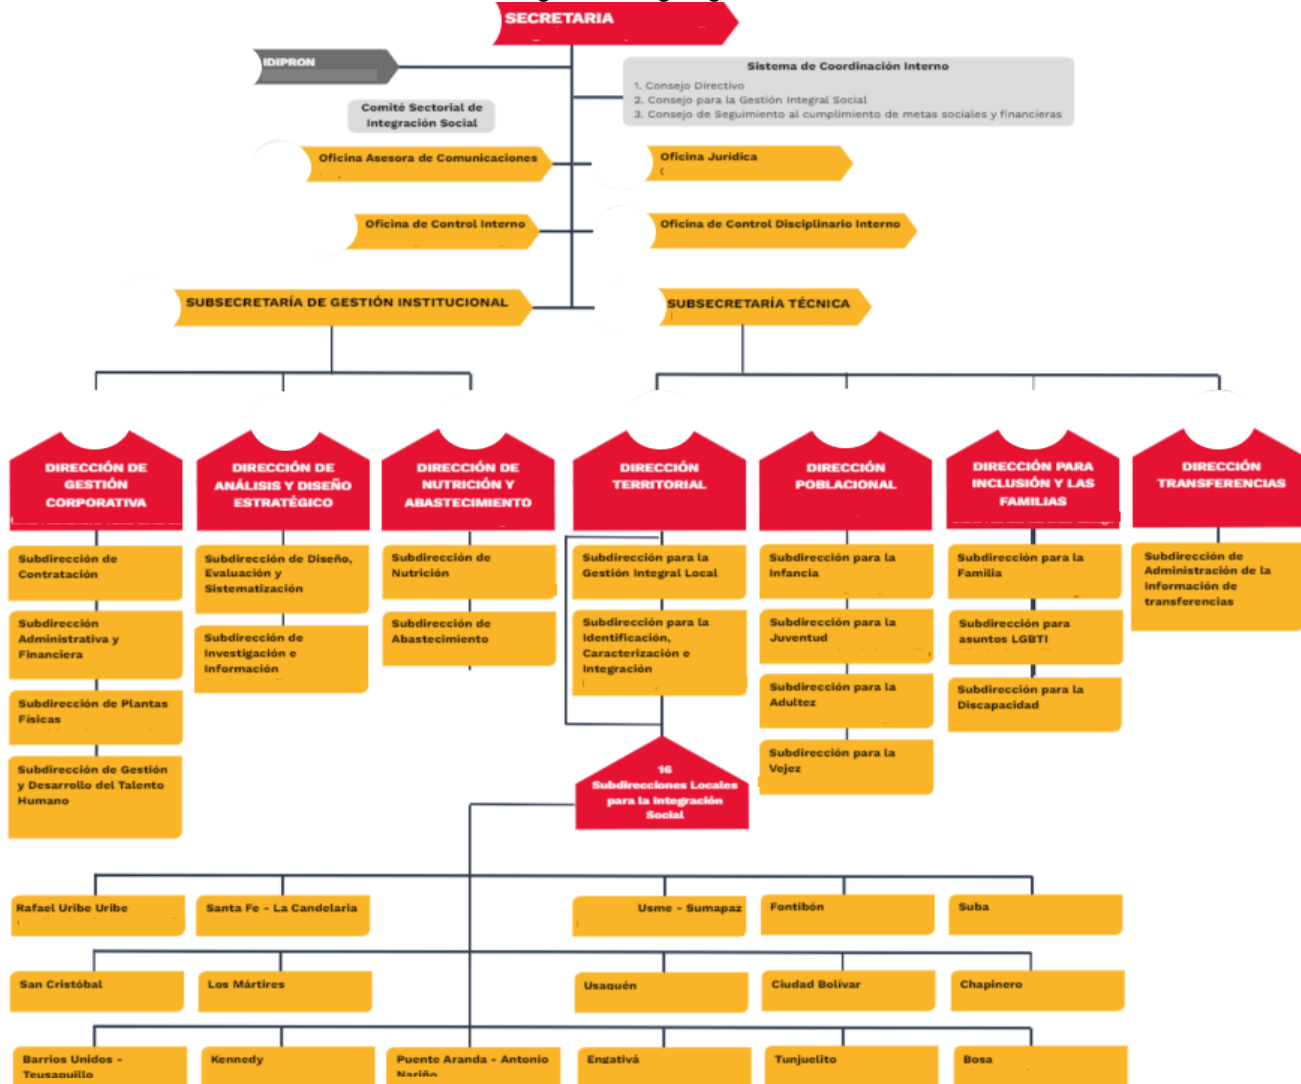 SECRETARIA
IDIPRON
Sistema de Coordinación Interno
1. Consejo Directivo
2. Consejo para la Gestión Integral Social
3. Consejo de Seguimiento al cumplimiento de metas sociales y financieras
Comité Sectorial de
Integración Social
Oficina Asesora de Comunicaciones
Oficina Jurídica
Oficina de Control Interno
Oficina de Control Disciplinario Interno
SUBSECRETARÍA DE GESTIÓN INSTITUCIONAL
SUBSECRETARÍA TÉCNICA
DIRECCIÓN DE
GESTIÓN
CORPORATIVA
DIRECCIÓN DE
ANÁLISIS Y DISEÑO
ESTRATÉGICO
DIRECCIÓN DE
NUTRICIÓN Y
ABASTECIMIENTO
DIRECCIÓN
TERRITORIAL
DIRECCIÓN
POBLACIONAL
DIRECCIÓN PARA
INCLUSIÓN Y LAS
FAMILIAS
DIRECCIÓN
TRANSFERENCIAS
Subdirección de
Contratación
Subdirección
Administrativa y
Financiera
Subdirección de Plantas
Físicas
Subdirección de Gestión
y Desarrollo del Talento
Humano
Subdirección de Diseño,
Evaluación y
Sistematización
Subdirección de
Investigación e
Información
Subdirección de
Nutrición
Subdirección de
Abastecimiento
Subdirección para la
Gestión Integral Local
Subdirección para la
Identificación,
Caracterización e
Integración
Subdirección para la
Infancia
Subdirección para la
Juventud
Subdirección para la
Adultez
Subdirección para la
Vejez
Subdirección para la
Familia
Subdirección para
asuntos LGBTI
Subdirección para la
Discapacidad
Subdirección de
Administración de la
Información de
transferencias
16
Subdirecciones Locales
para la Integración
Social
Rafael Uribe Uribe
Santa Fe - La Candelaria
Usme - Sumapaz
Fontibón
Suba
San Cristóbal
Los Mártires
Usaquén
Ciudad Bolívar
Chapinero
Barrios Unidos -
Teusaquillo
Kennedy
Puente Aranda - Antonio
Nariño
Engativá
Tunjuelito
Bosa